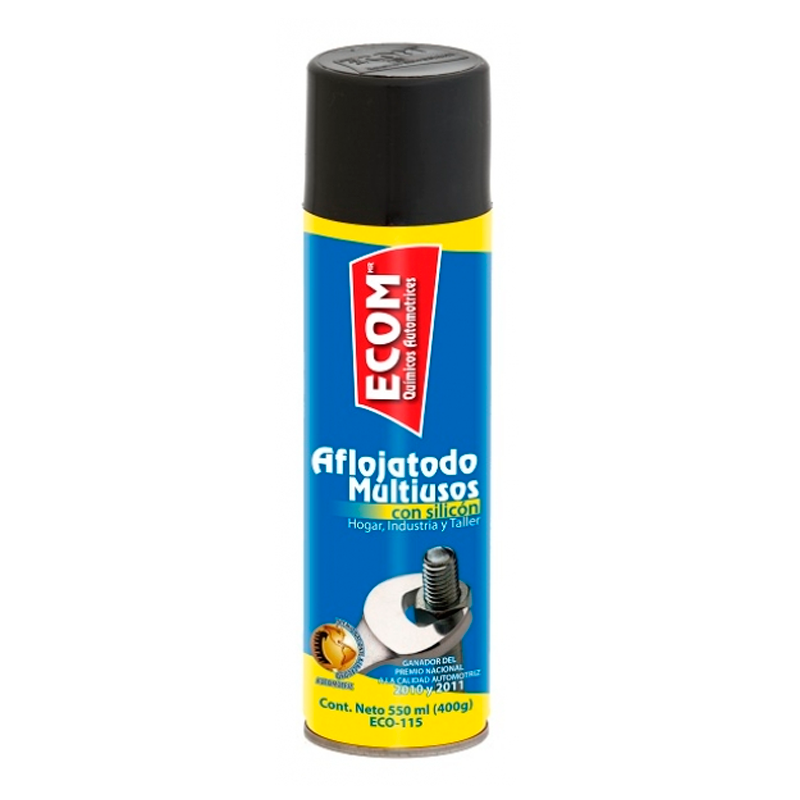 ECOM MR
Químicos Automotrices
Aflojatodo
Multiusos
con silicón
Hogar, Industria y Taller
GANADOR DEL
PREMIO NACIONAL
A LA CALIDAD AUTOMOTRIZ
2010 y 2011
Cont. Neto 550 ml (400g)
ECO-115